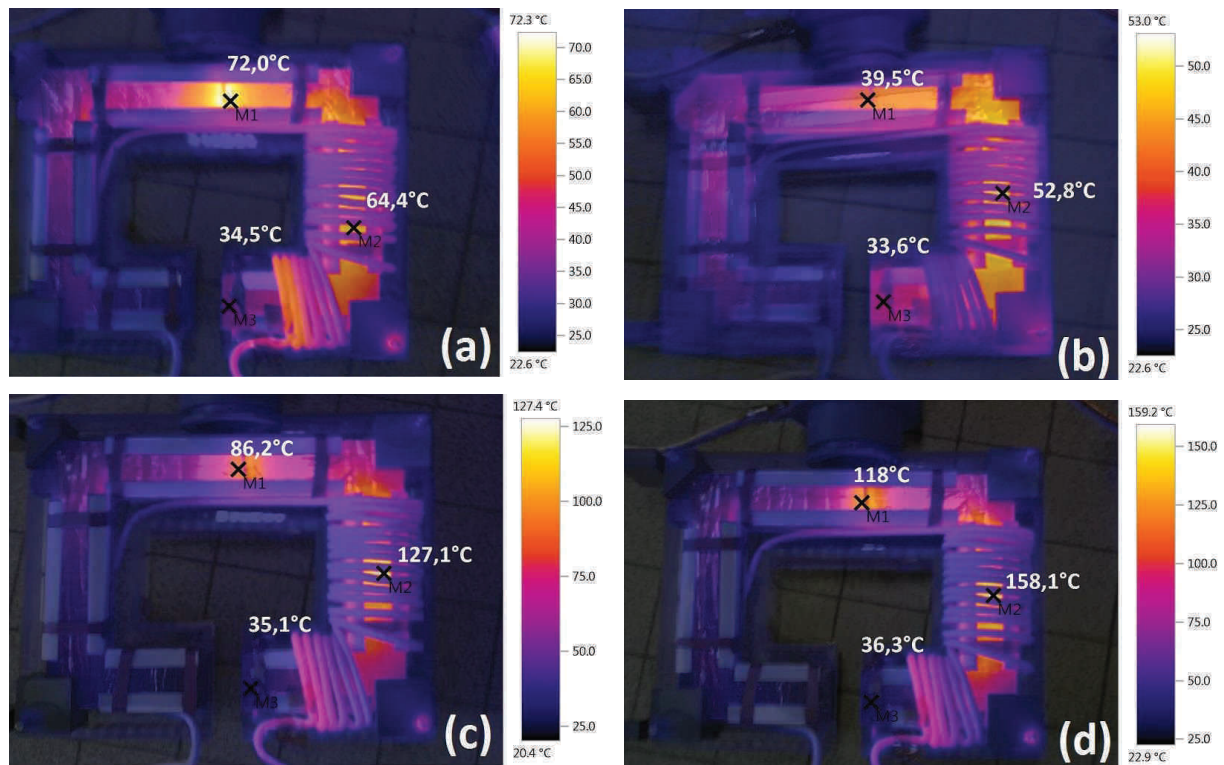 72.3 °C
72,0°C
M1
64,4°C
M2
34,5°C
M3
(a)
70.0
65.0
60.0
55.0
50.0
45.0
40.0
35.0
30.0
25.0
22.6 °C
53.0 °C
39,5°C
M1
52,8°C
M2
33,6°C
M3
(b)
50.0
45.0
40.0
35.0
30.0
25.0
22.6 °C
127.4 °C
86,2°C
M1
127,1°C
M2
35,1°C
M3
(c)
125.0
100.0
75.0
50.0
25.0
20.4 °C
159.2 °C
118°C
M1
158,1°C
M2
36,3°C
M3
(d)
150.0
125.0
100.0
75.0
50.0
25.0
22.9 °C